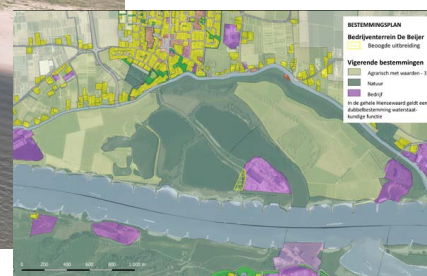 BESTEMMINGSPLAN
Bedrijventerrein De Beijer
Beoogde uitbreiding
Vigerende bestemmingen
Agrarisch met waarden - 3
Natuur
Bedrijf
In de gehele Hiensewaard geldt een
dubbelbestemming waterstaat-
kundige functie
0 200 400 600 800 1.000 m